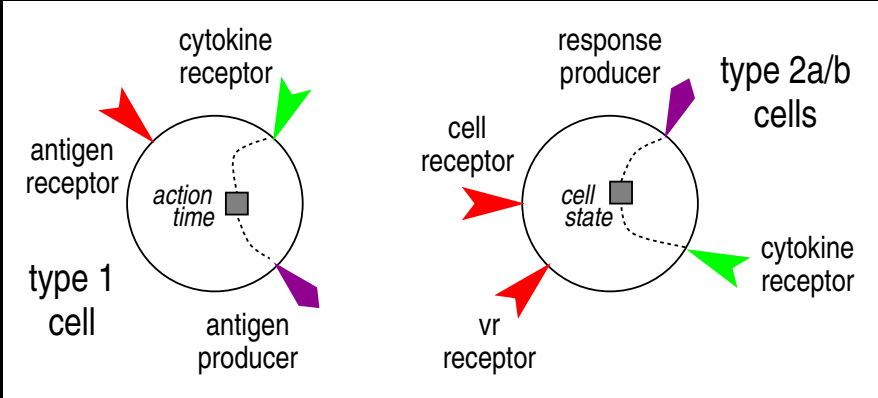 cytokine
receptor
antigen
receptor
action
time
type 1
cell
antigen
producer
response
producer
type 2a/b
cells
cell
receptor
cell
state
cytokine
receptor
vr
receptor